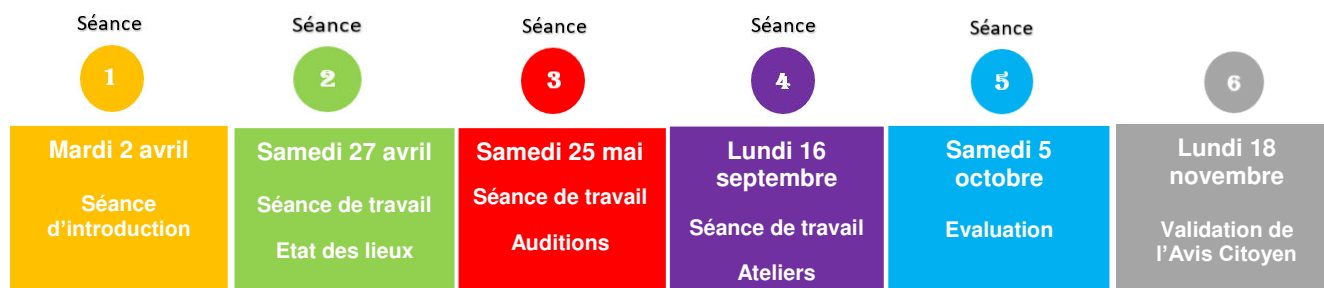 Séance
1
Mardi 2 avril
Séance
d'introduction
Séance
2
Samedi 27 avril
Séance de travail
Etat des lieux
Séance
3
Samedi 25 mai
Séance de travail
Auditions
Séance
4
Lundi 16
septembre
Séance de travail
Ateliers
Séance
5
Samedi 5
octobre
Evaluation
6
Lundi 18
novembre
Validation de
l'Avis Citoyen